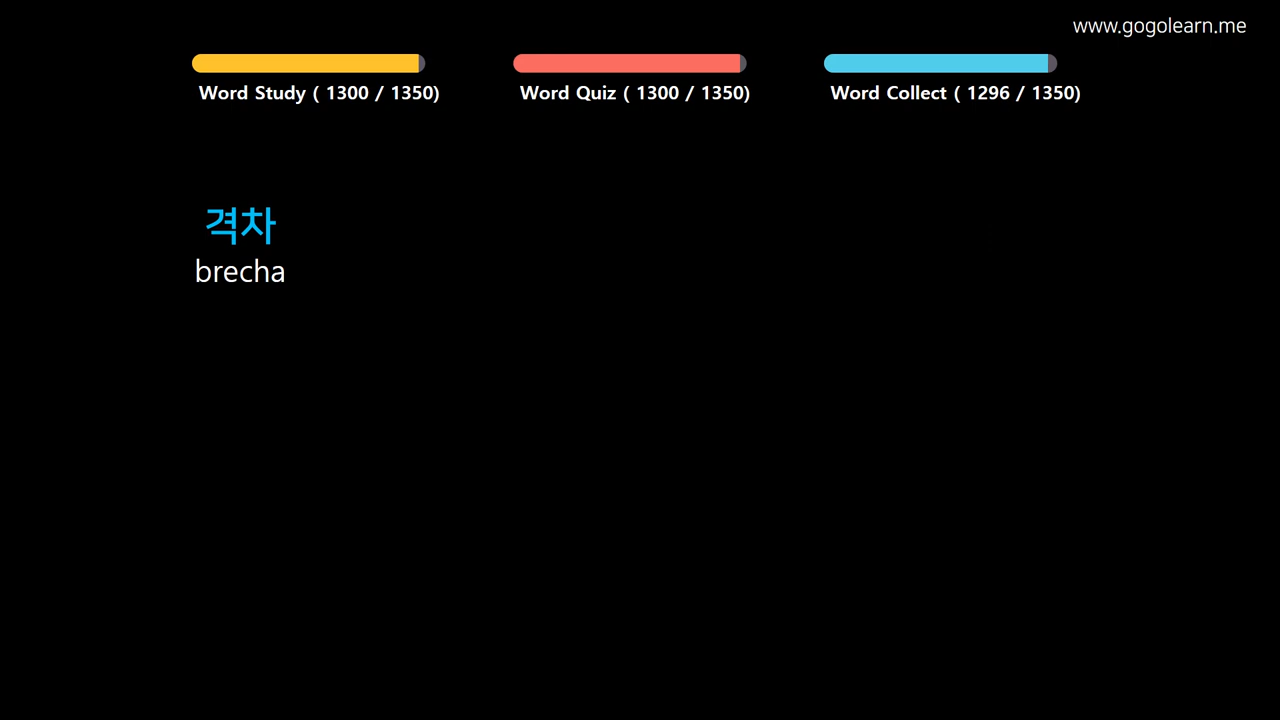 www.gogolearn.me
Word Study ( 1300 / 1350)
Word Quiz ( 1300 / 1350)
Word Collect ( 1296 / 1350)
격차
brecha